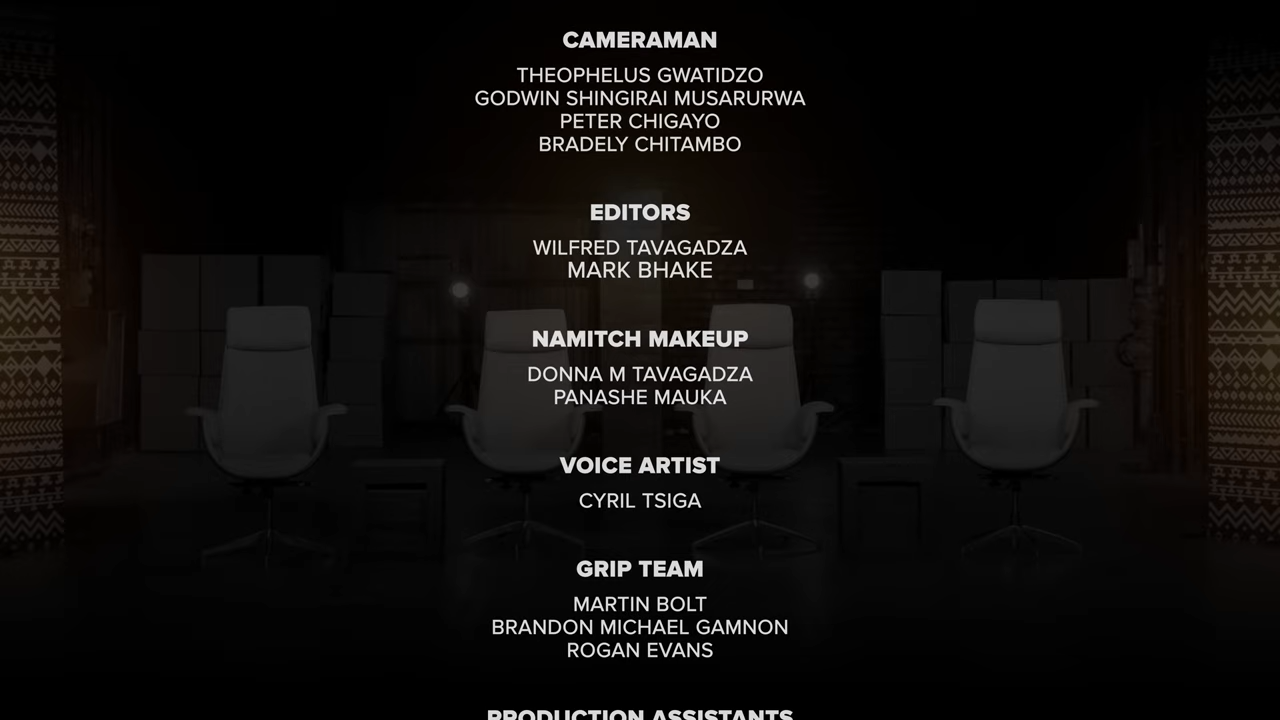 CAMERAMAN
THEOPHELUS GWATIDZO
GODWIN SHINGIRAI MUSARURWA
PETER CHIGAYO
BRADELY CHITAMBO
EDITORS
WILFRED TAVAGADZA
MARK BHAKE
NAMITCH MAKEUP
DONNA M TAVAGADZA
PANASHE MAUKA
VOICE ARTIST
CYRIL TSIGA
GRIP TEAM
MARTIN BOLT
BRANDON MICHAEL GAMNON
ROGAN EVANS
PRODUCTION ASSISTANTS